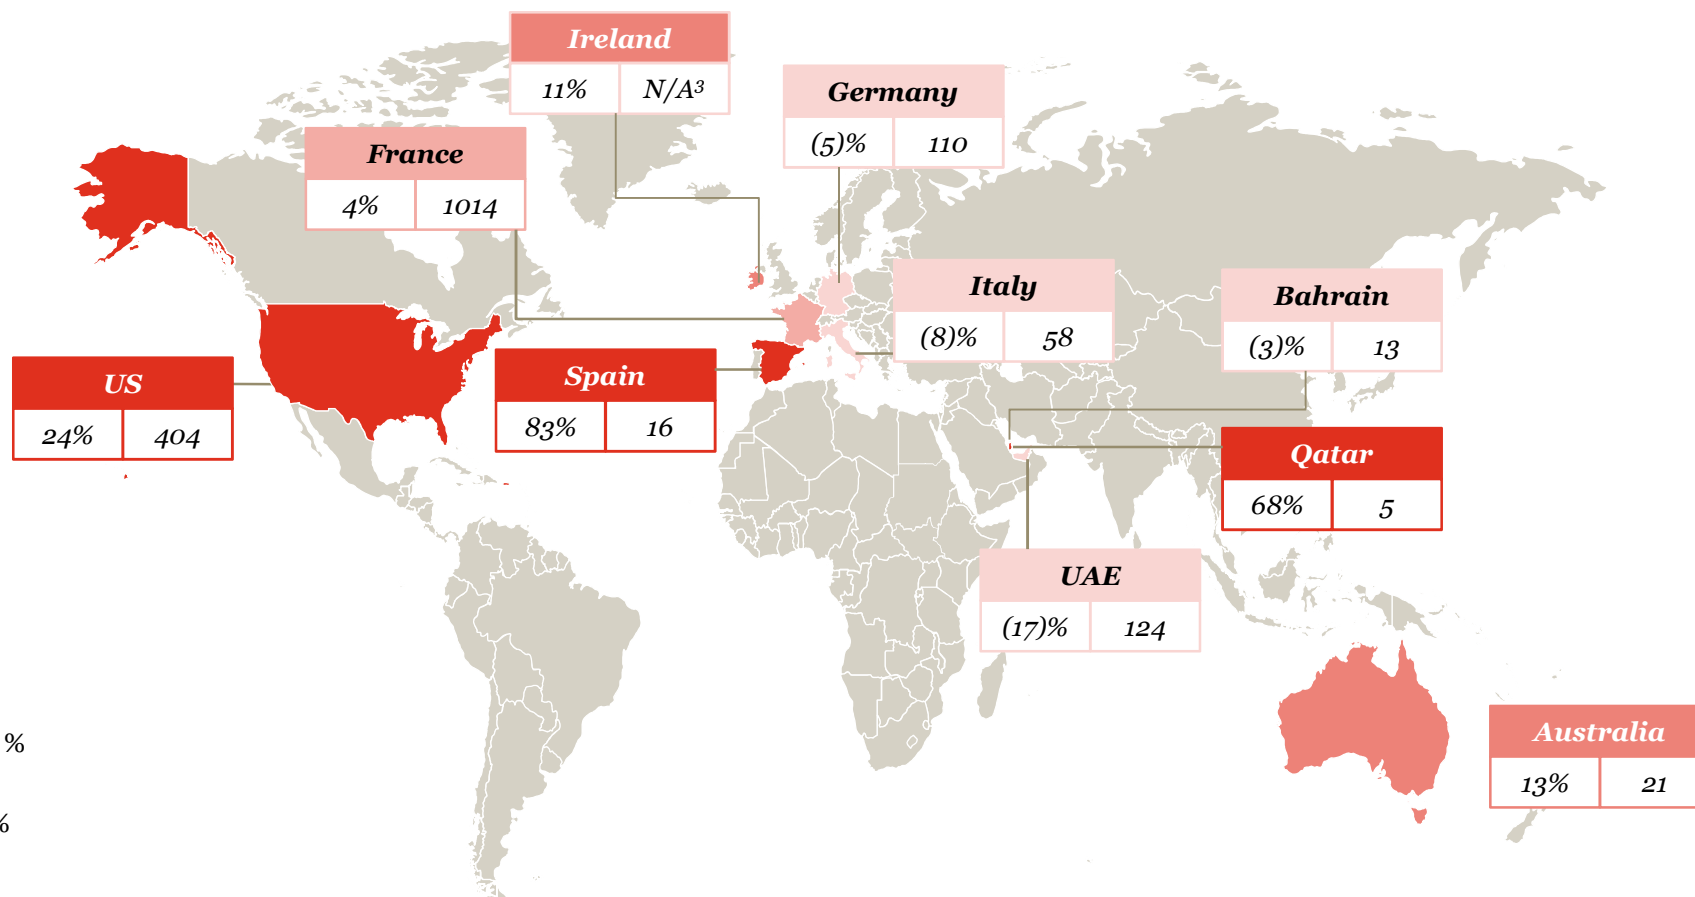 Ireland
11% N/A³
Germany
(5)% 110
France
4% 1014
Italy
(8)% 58
Bahrain
(3)% 13
US
24% 404
Spain
83% 16
Qatar
68% 5
UAE
(17)% 124
Australia
13% 21
%
%